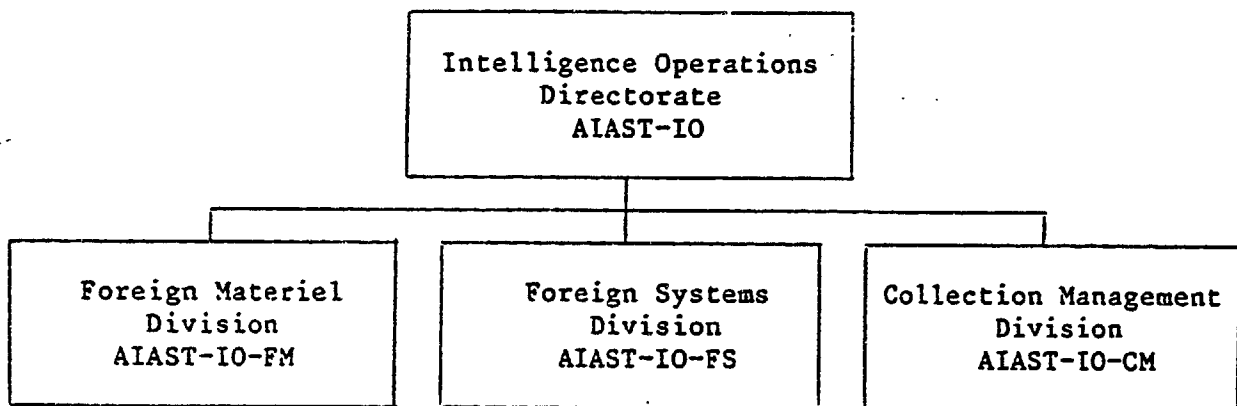 Intelligence Operations
Directorate
AIAST-IO
Foreign Materiel
Division
AIAST-IO-FM
Foreign Systems
Division
AIAST-IO-FS
Collection Management
Division
AIAST-IO-CM